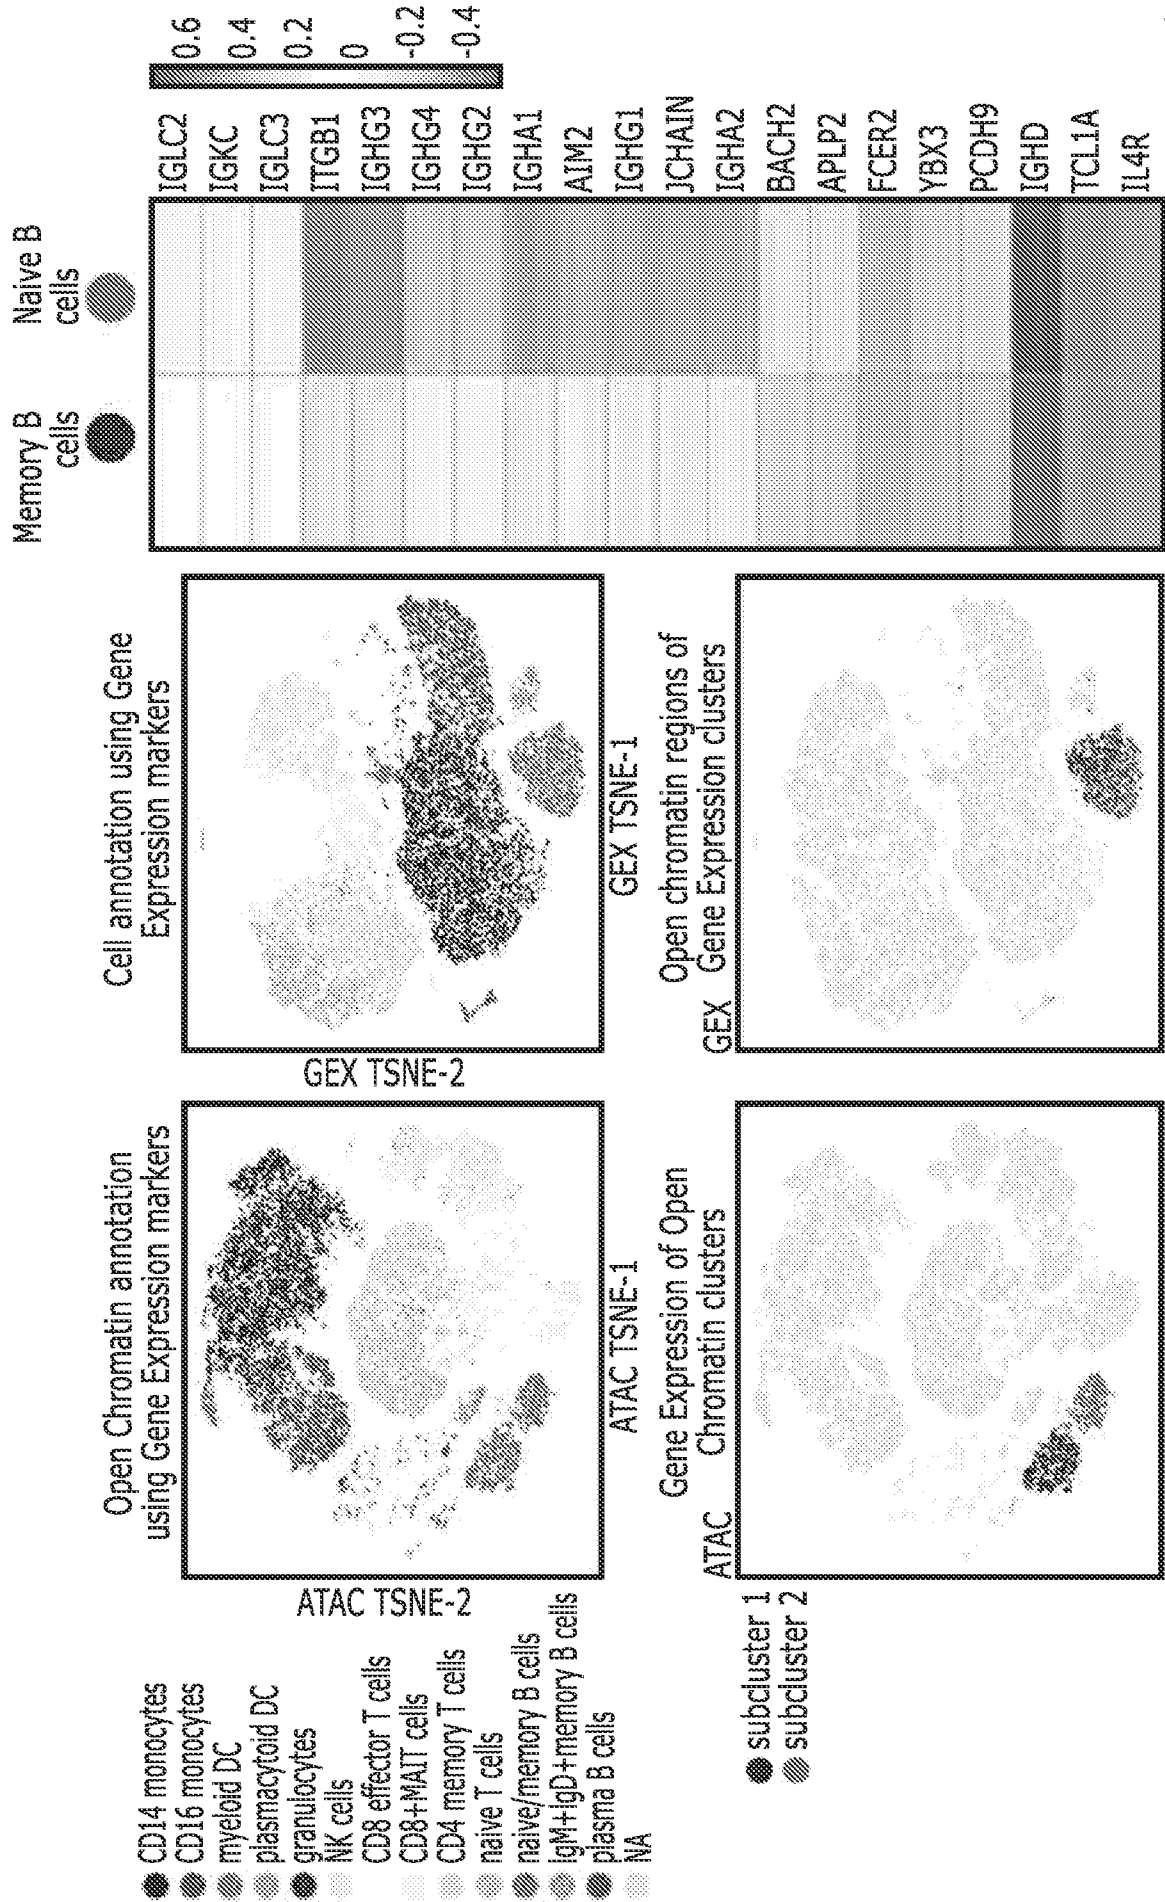 CD14 monocytes
CD16 monocytes
myeloid DC
plasmacytoid DC
granulocytes
NK cells
CD8 effector T cells
CD8+MAIT cells
CD4 memory T cells
naive T cells
naive/memory B cells
IgM+IgD+memory B cells
plasma B cells
NA
Open Chromatin annotation
using Gene Expression markers
ATAC TSNE-2
ATAC TSNE-1
Cell annotation using Gene
Expression markers
GEX TSNE-2
GEX TSNE-1
subcluster 1
subcluster 2
Gene Expression of Open
ATAC Chromatin clusters
Open chromatin regions of
GEX Gene Expression clusters
Memory B
cells
Naive B
cells
IGLC2
IGKC
IGLC3
ITGB1
IGHG3
IGHG4
IGHG2
IGHA1
AIM2
IGHG1
JCHAIN
IGHA2
BACH2
APLP2
FCER2
YBX3
PCDH9
IGHD
TCL1A
IL4R
0.6
0.4
0.2
0
-0.2
-0.4